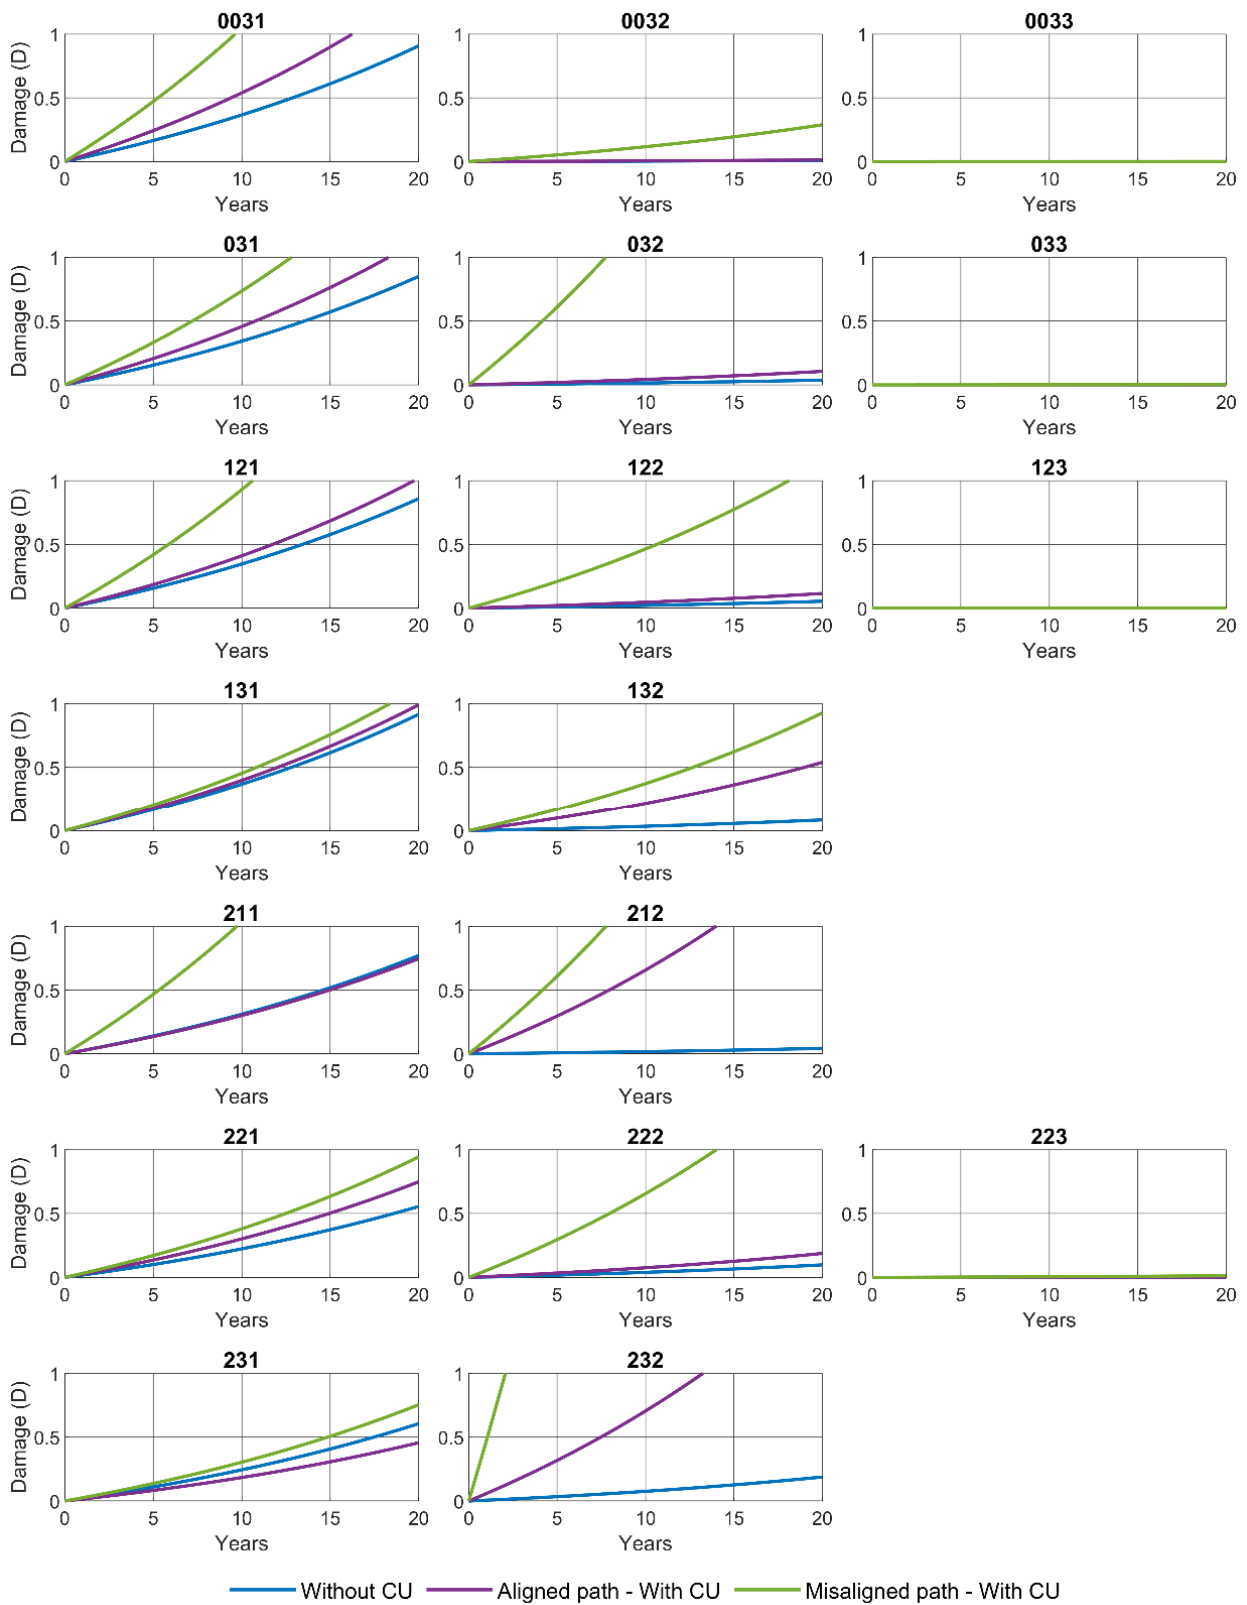 0031 0032 0033
1 1 1
Damage (D) 0.5 0.5 0.5
0 0 0
0 5 10 15 20 0 5 10 15 20 0 5 10 15 20
Years Years Years
031 032 033
1 1 1
Damage (D) 0.5 0.5 0.5
0 0 0
0 5 10 15 20 0 5 10 15 20 0 5 10 15 20
Years Years Years
121 122 123
1 1 1
Damage (D) 0.5 0.5 0.5
0 0 0
0 5 10 15 20 0 5 10 15 20 0 5 10 15 20
Years Years Years
131 132
1 1
Damage (D) 0.5 0.5
0 0
0 5 10 15 20 0 5 10 15 20
Years Years
211 212
1 1
Damage (D) 0.5 0.5
0 0
0 5 10 15 20 0 5 10 15 20
Years Years
221 222 223
1 1 1
Damage (D) 0.5 0.5 0.5
0 0 0
0 5 10 15 20 0 5 10 15 20 0 5 10 15 20
Years Years Years
231 232
1 1
Damage (D) 0.5 0.5
0 0
0 5 10 15 20 0 5 10 15 20
Years Years
Without CU Aligned path - With CU Misaligned path - With CU